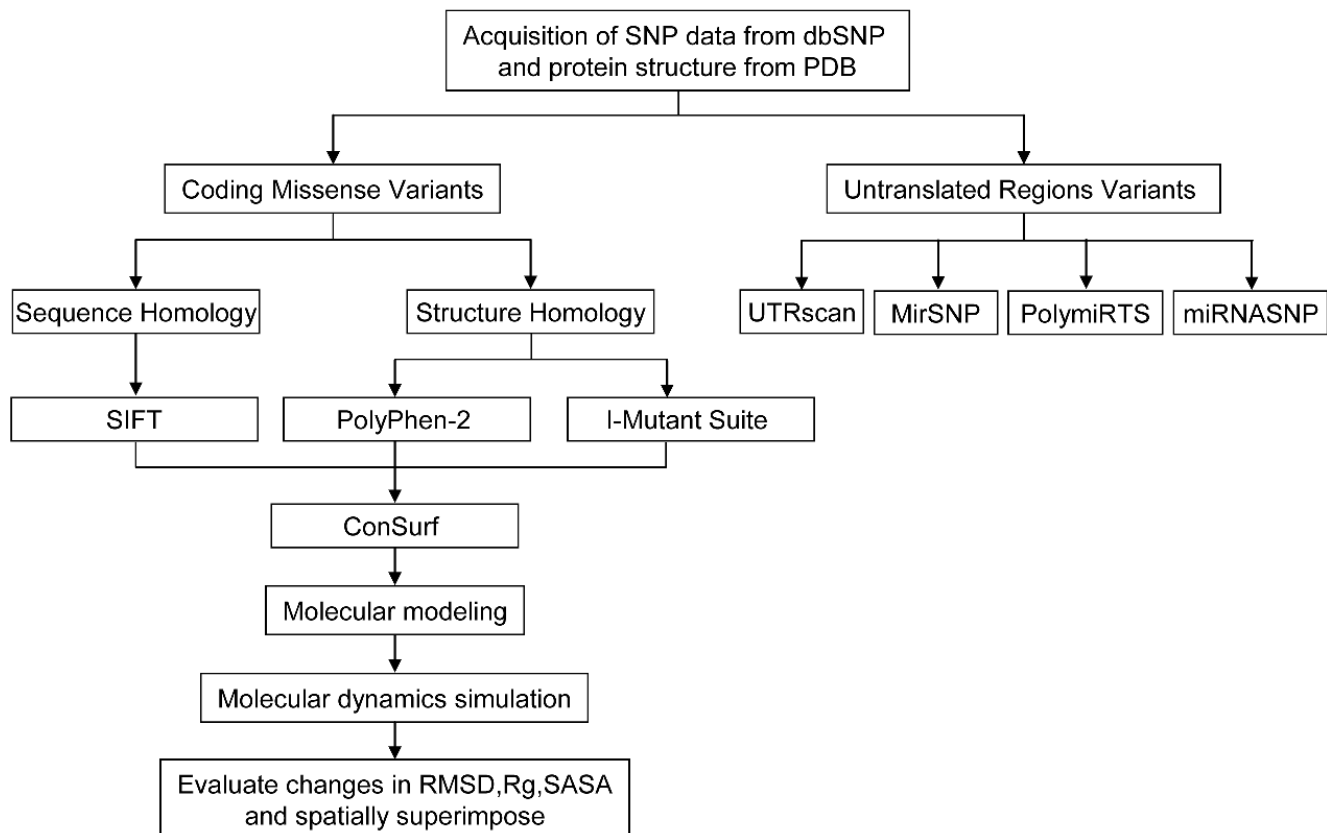 Acquisition of SNP data from dbSNP
and protein structure from PDB
Coding Missense Variants
Untranslated Regions Variants
Sequence Homology
Structure Homology
UTRscan
MirSNP
PolymiRTS
miRNASNP
SIFT
PolyPhen-2
I-Mutant Suite
ConSurf
Molecular modeling
Molecular dynamics simulation
Evaluate changes in RMSD,Rg,SASA
and spatially superimpose